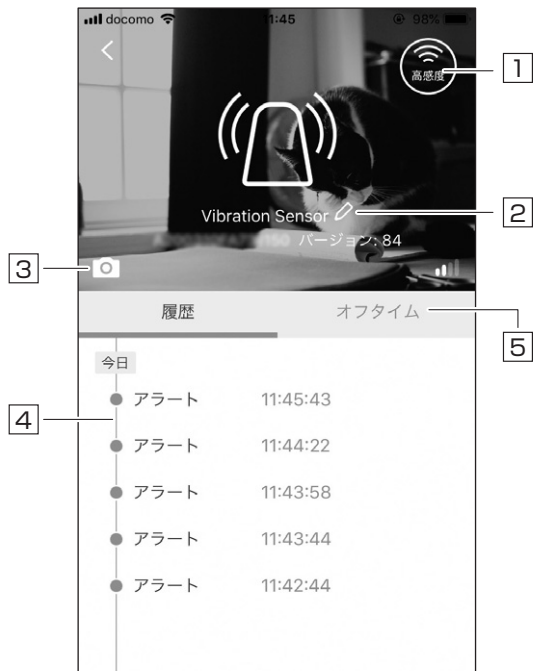 docomo 11:45 98%
高感度
1
Vibration Sensor
2
バージョン: 84
3
履歴 オフタイム
5
今日
アラート 11:45:43
4
アラート 11:44:22
アラート 11:43:58
アラート 11:43:44
アラート 11:42:44